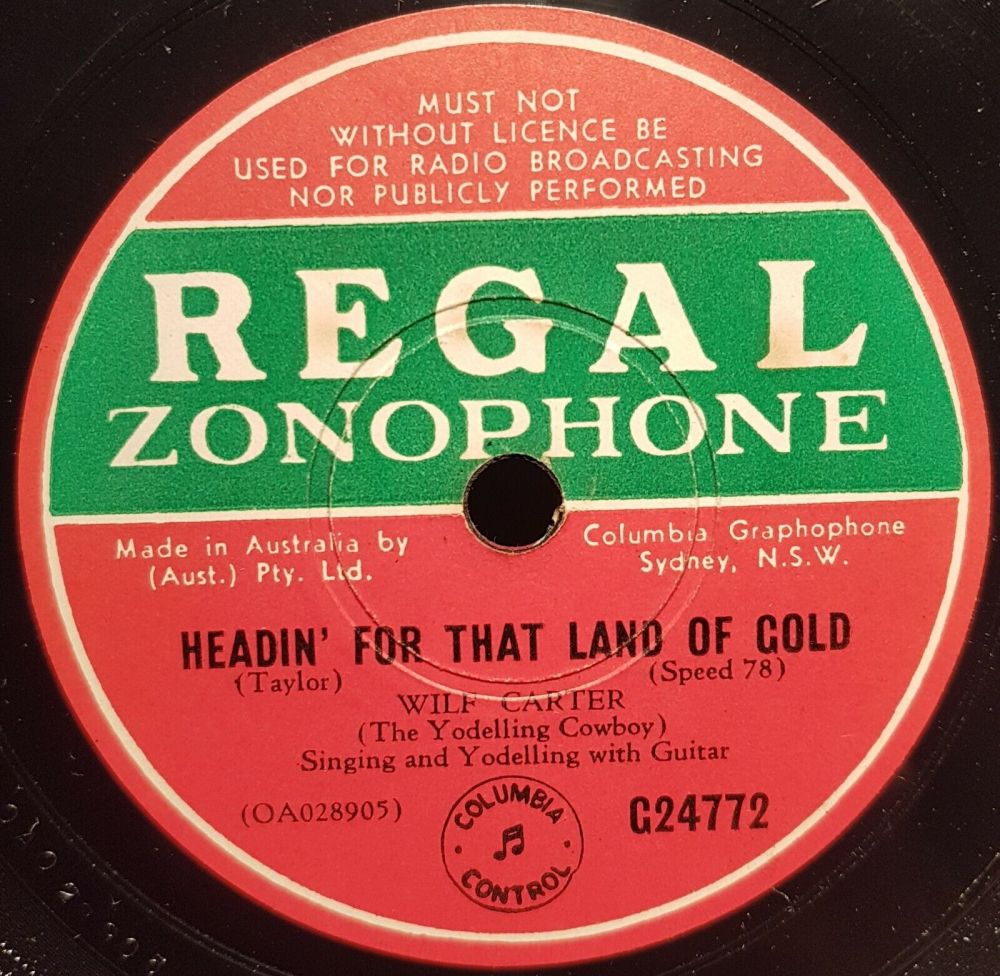 MUST NOT
WITHOUT LICENCE BE
USED FOR RADIO BROADCASTING
NOR PUBLICLY PERFORMED
REGAL
ZONOPHONE
Made in Australia by Columbia Graphophone
(Aust.) Pty. Ltd. Sydney, N.S.W.
HEADIN' FOR THAT LAND OF GOLD
(Taylor) (Speed 78)
WILF CARTER
(The Yodelling Cowboy)
Singing and Yodelling with Guitar
(OA028905) G24772
COLUMBIA
CONTROL